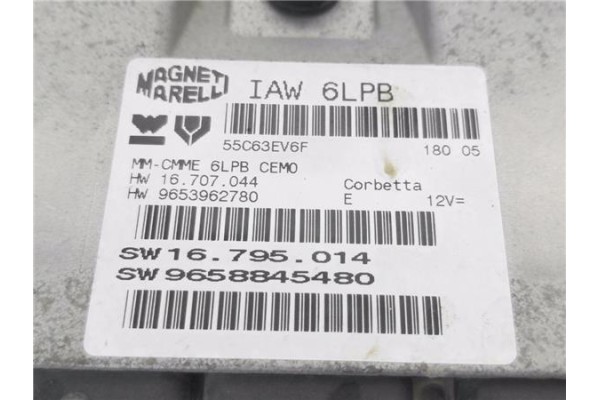 MAGNETI
MARELLI
IAW 6LPB
55C63EV6F 180 05
MM-CMME 6LPB CEM0
HW 16.707.044 Corbetta
HW 9653962780 E 12V=
SW 16.795.014
SW 9658845480